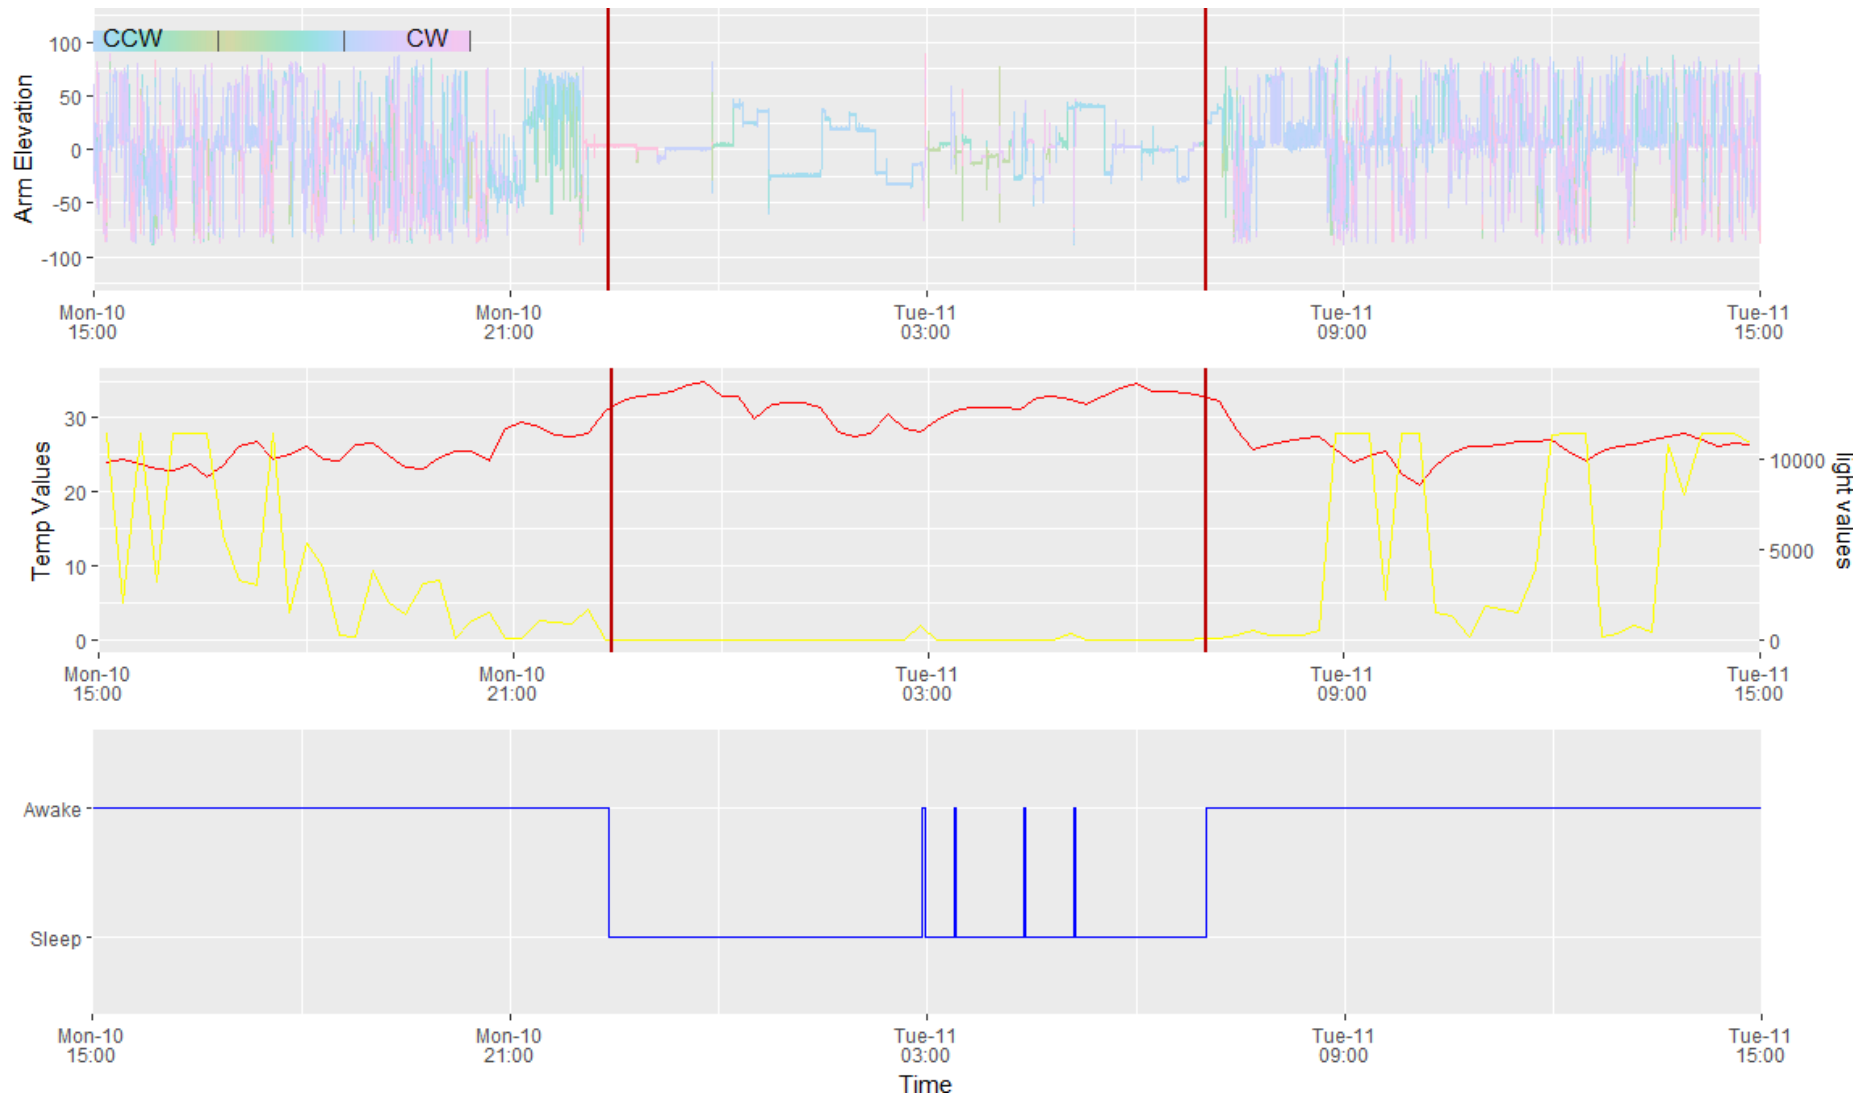 CCW CW
100
50
0
-50
-100
Arm Elevation
Mon-10 Mon-10 Tue-11 Tue-11 Tue-11
15:00 21:00 03:00 09:00 15:00
30
20
10
0
Temp Values
10000
5000
0
light values
Mon-10 Mon-10 Tue-11 Tue-11 Tue-11
15:00 21:00 03:00 09:00 15:00
Awake
Sleep
Mon-10 Mon-10 Tue-11 Tue-11 Tue-11
15:00 21:00 03:00 09:00 15:00
Time